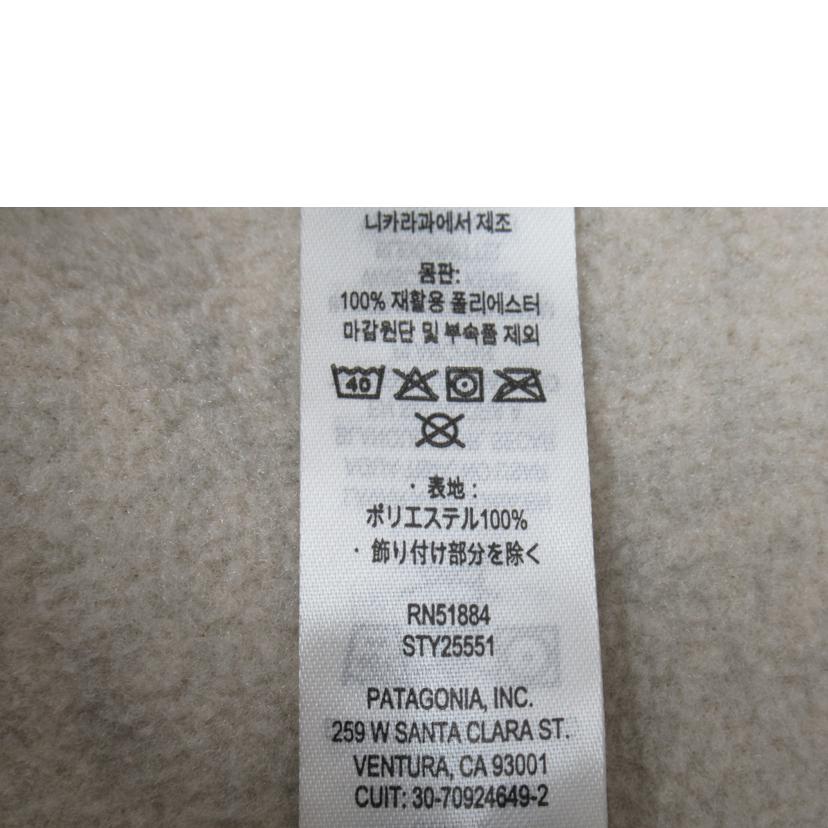 니카라과에서 제조
몸판:
100% 재활용 폴리에스터
마감원단 및 부속품 제외
40
・表地:
ポリエステル100%
・飾り付け部分を除く
RN51884
STY25551
PATAGONIA, INC.
259 W SANTA CLARA ST.
VENTURA, CA 93001
CUIT: 30-70924649-2